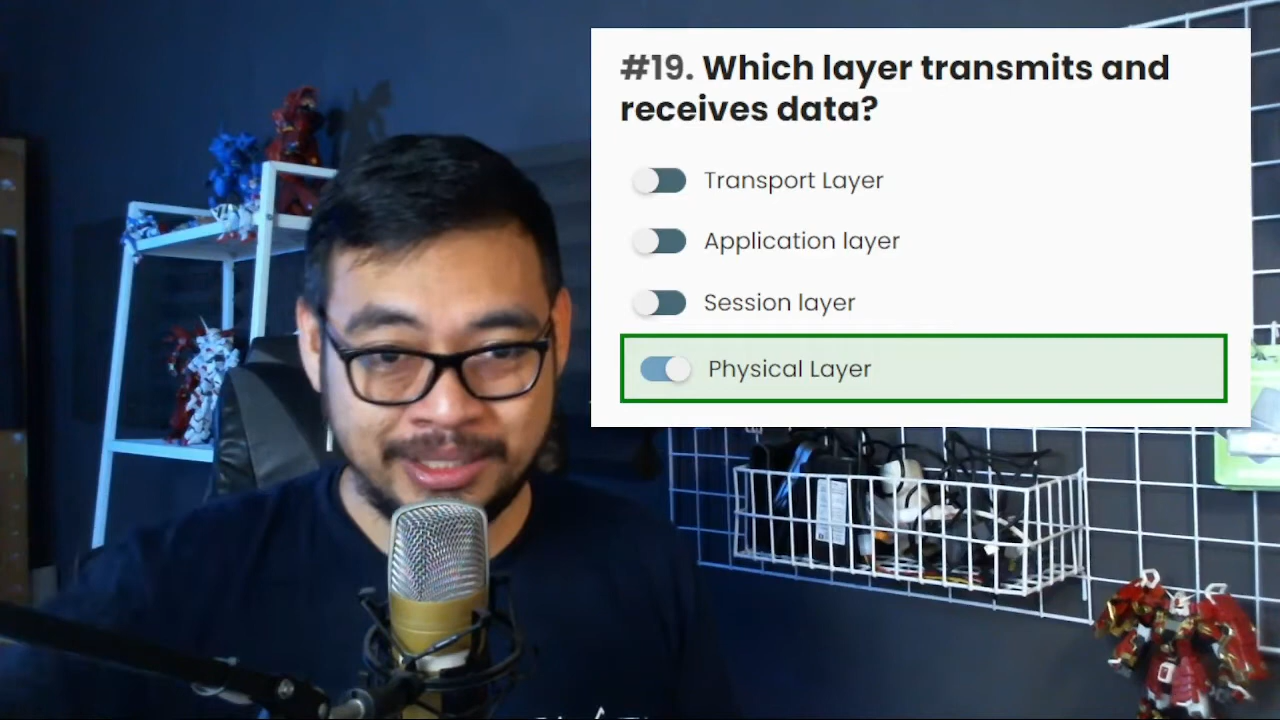 #19. Which layer transmits and
receives data?
Transport Layer
Application layer
Session layer
Physical Layer